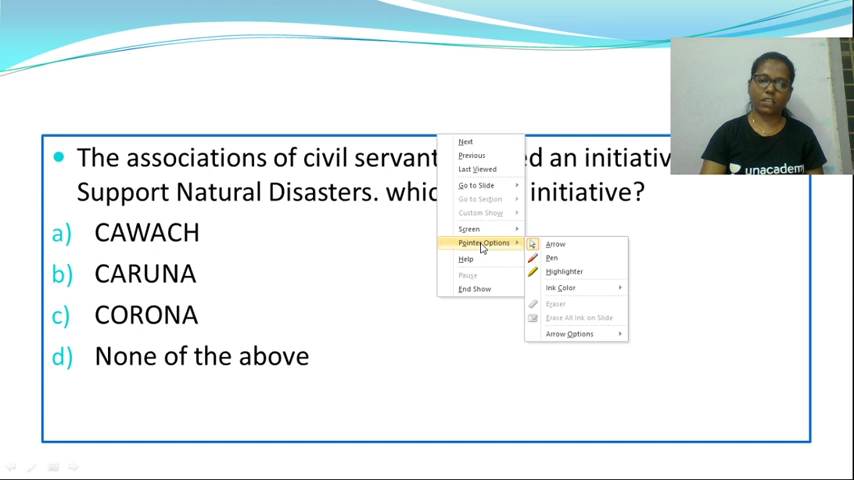 The associations of civil servant d an initiativ
Support Natural Disasters. whic initiative?
a) CAWACH
b) CARUNA
c) CORONA
d) None of the above
Next
Previous
Last Viewed
Go to Slide
Go to Section
Custom Show
Screen
Pointer Options
Help
Pause
End Show
Arrow
Pen
Highlighter
Ink Color
Eraser
Erase All Ink on Slide
Arrow Options
unacademy